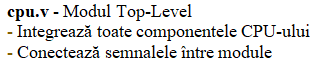 cpu.v - Modul Top-Level
- Integrează toate componentele CPU-ului
- Conectează semnalele între module